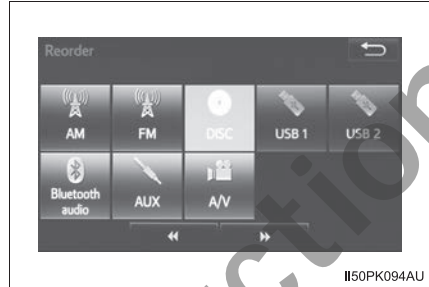 Reorder
AM
FM
DISC
USB 1
USB 2
Bluetooth
audio
AUX
A/V
II50PK094AU